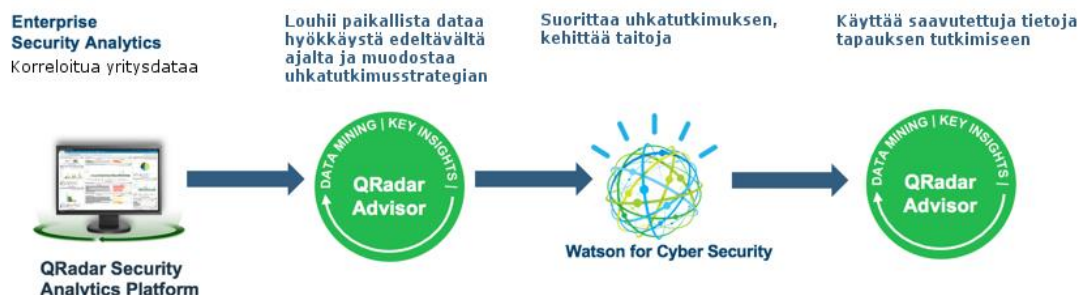 Enterprise
Security Analytics
Korreloitua yritysdataa
Louhii paikallista dataa
hyökkäystä edeltävältä
ajalta ja muodostaa
uhkatutkimusstrategian
Suorittaa uhkatutkimuksen,
kehittää taitoja
Käyttää saavutettuja tietoja
tapauksen tutkimiseen
QRadar Security
Analytics Platform
DATA MINING | KEY INSIGHTS |
QRadar
Advisor
Watson for Cyber Security
DATA MINING | KEY INSIGHTS |
QRadar
Advisor